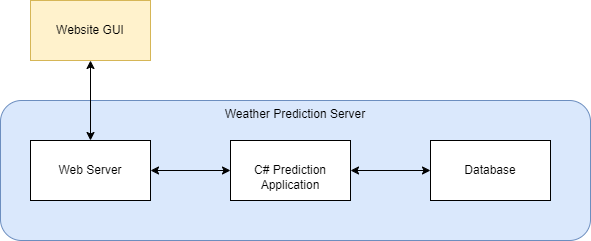 Website GUI
Weather Prediction Server
Web Server
C# Prediction
Application
Database